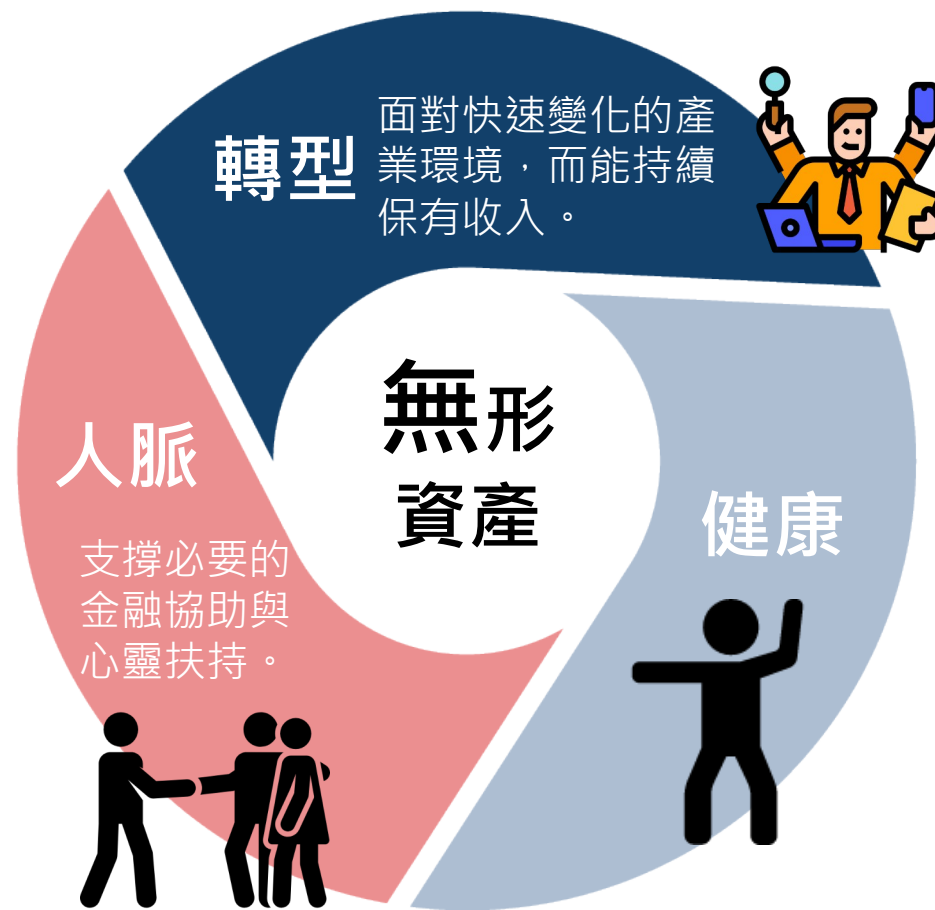 轉型
面對快速變化的產
業環境，而能持續
保有收入。
無形
資產
人脈
支撐必要的
金融協助與
心靈扶持。
健康